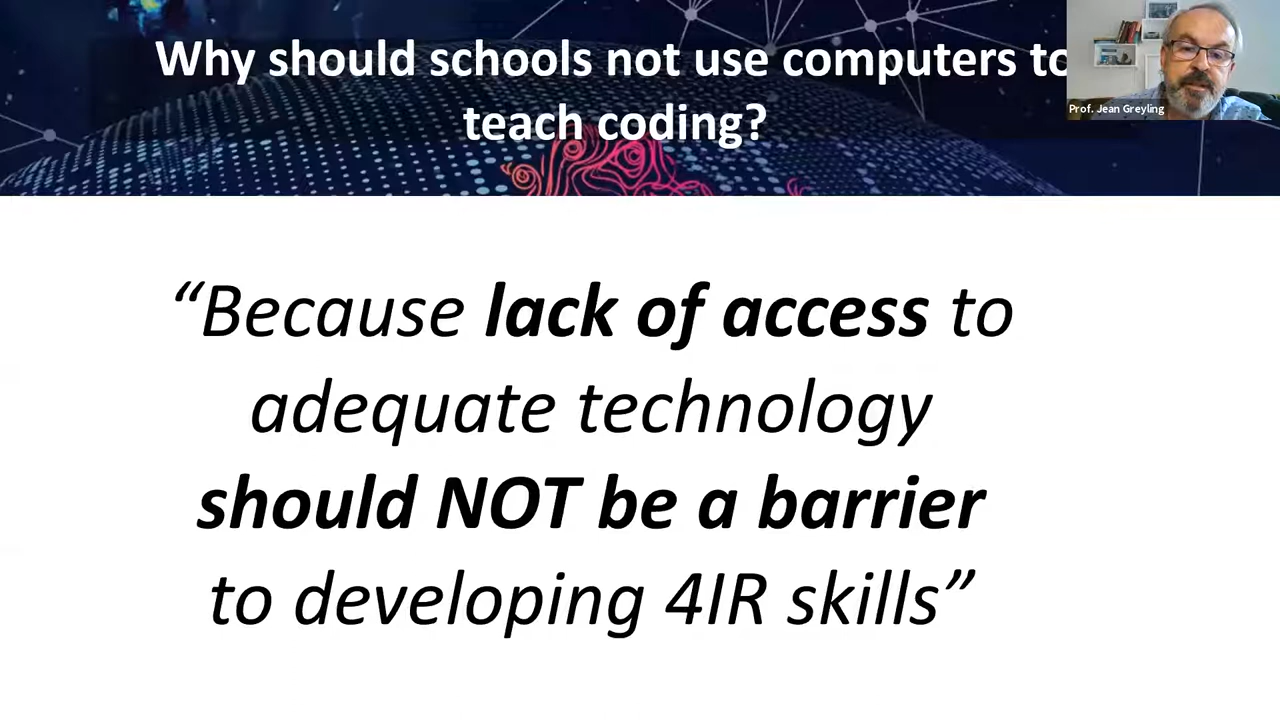 Why should schools not use computers to
teach coding?
Prof. Jean Greyling
“Because lack of access to
adequate technology
should NOT be a barrier
to developing 4IR skills”